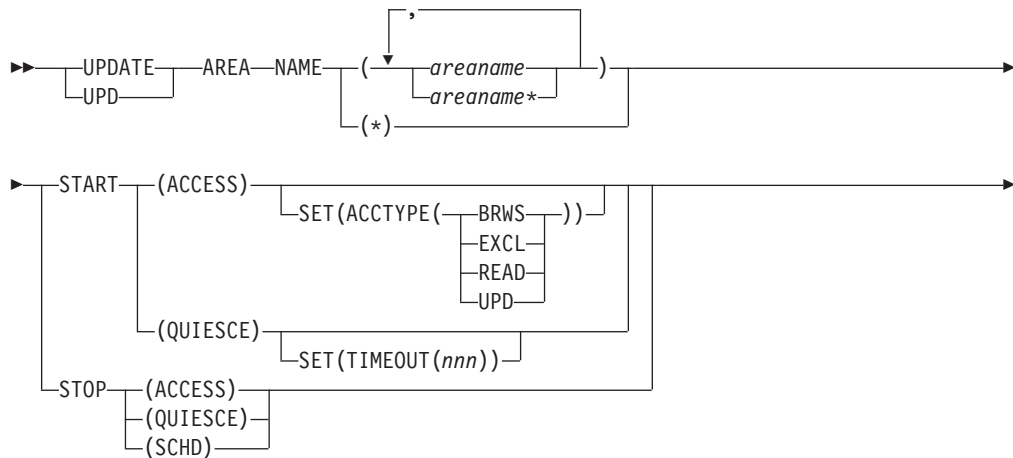 ,
UPDATE AREA NAME ( areaname )
UPD areaname*
(*)
START (ACCESS)
SET(ACCTYPE( BRWS ))
EXCL
READ
UPD
(QUIESCE)
SET(TIMEOUT(nnn))
STOP (ACCESS)
(QUIESCE)
(SCHD)